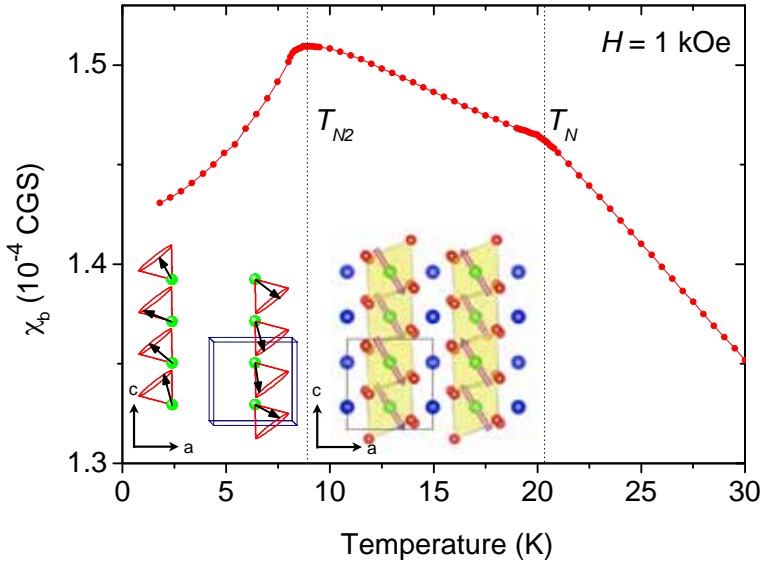 H = 1 kOe
1.5
T_N2
T_N
χ_b (10^-4 CGS)
1.4
c
a
c
a
1.3
0 5 10 15 20 25 30
Temperature (K)